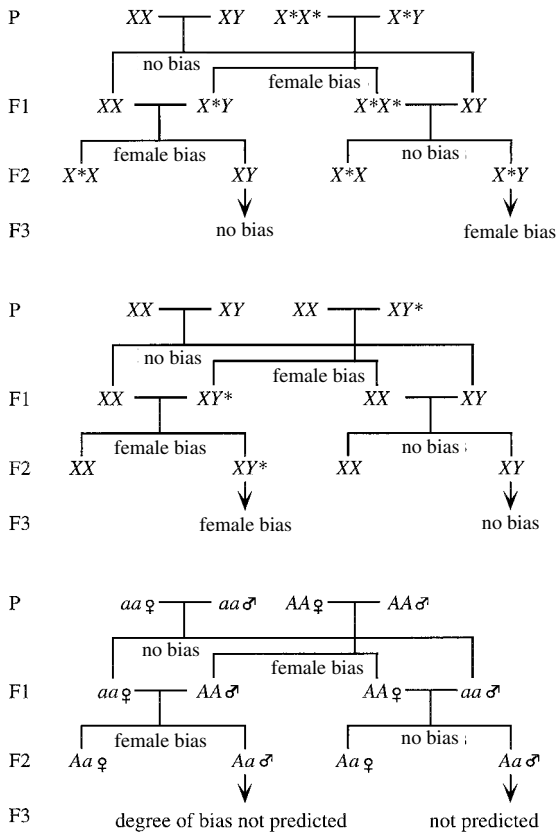 P XX XY X*X* X*Y
no bias
female bias
F1 XX X*Y X*X* XY
female bias no bias
F2 X*X XY X*X X*Y
F3 no bias female bias
P XX XY XX XY*
no bias
female bias
F1 XX XY* XX XY
female bias no bias
F2 XX XY* XX XY
F3 female bias no bias
P aa♀ aa♂ AA♀ AA♂
no bias
female bias
F1 aa♀ AA♂ AA♀ aa♂
female bias no bias
F2 Aa♀ Aa♂ Aa♀ Aa♂
F3 degree of bias not predicted not predicted